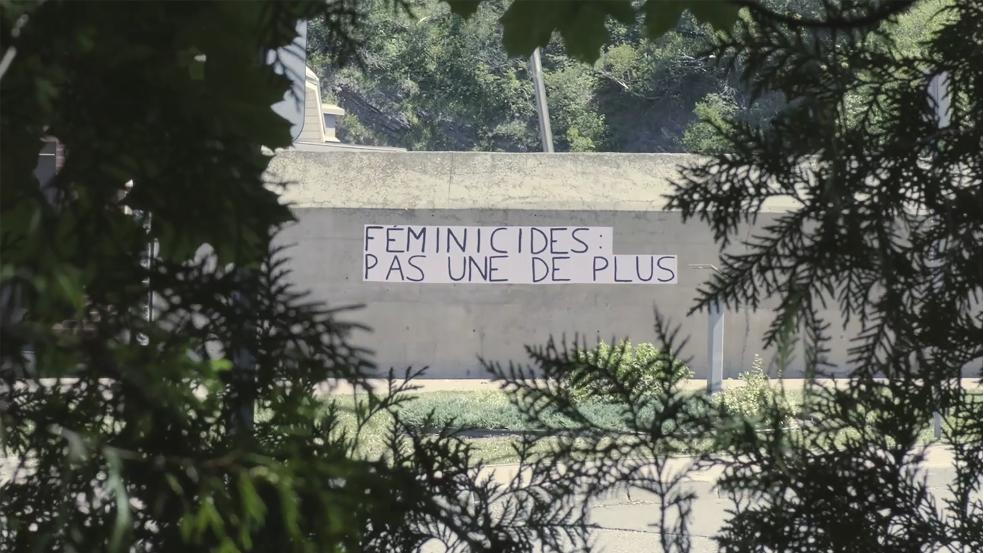 FÉMINICIDES:
PAS UNE DE PLUS